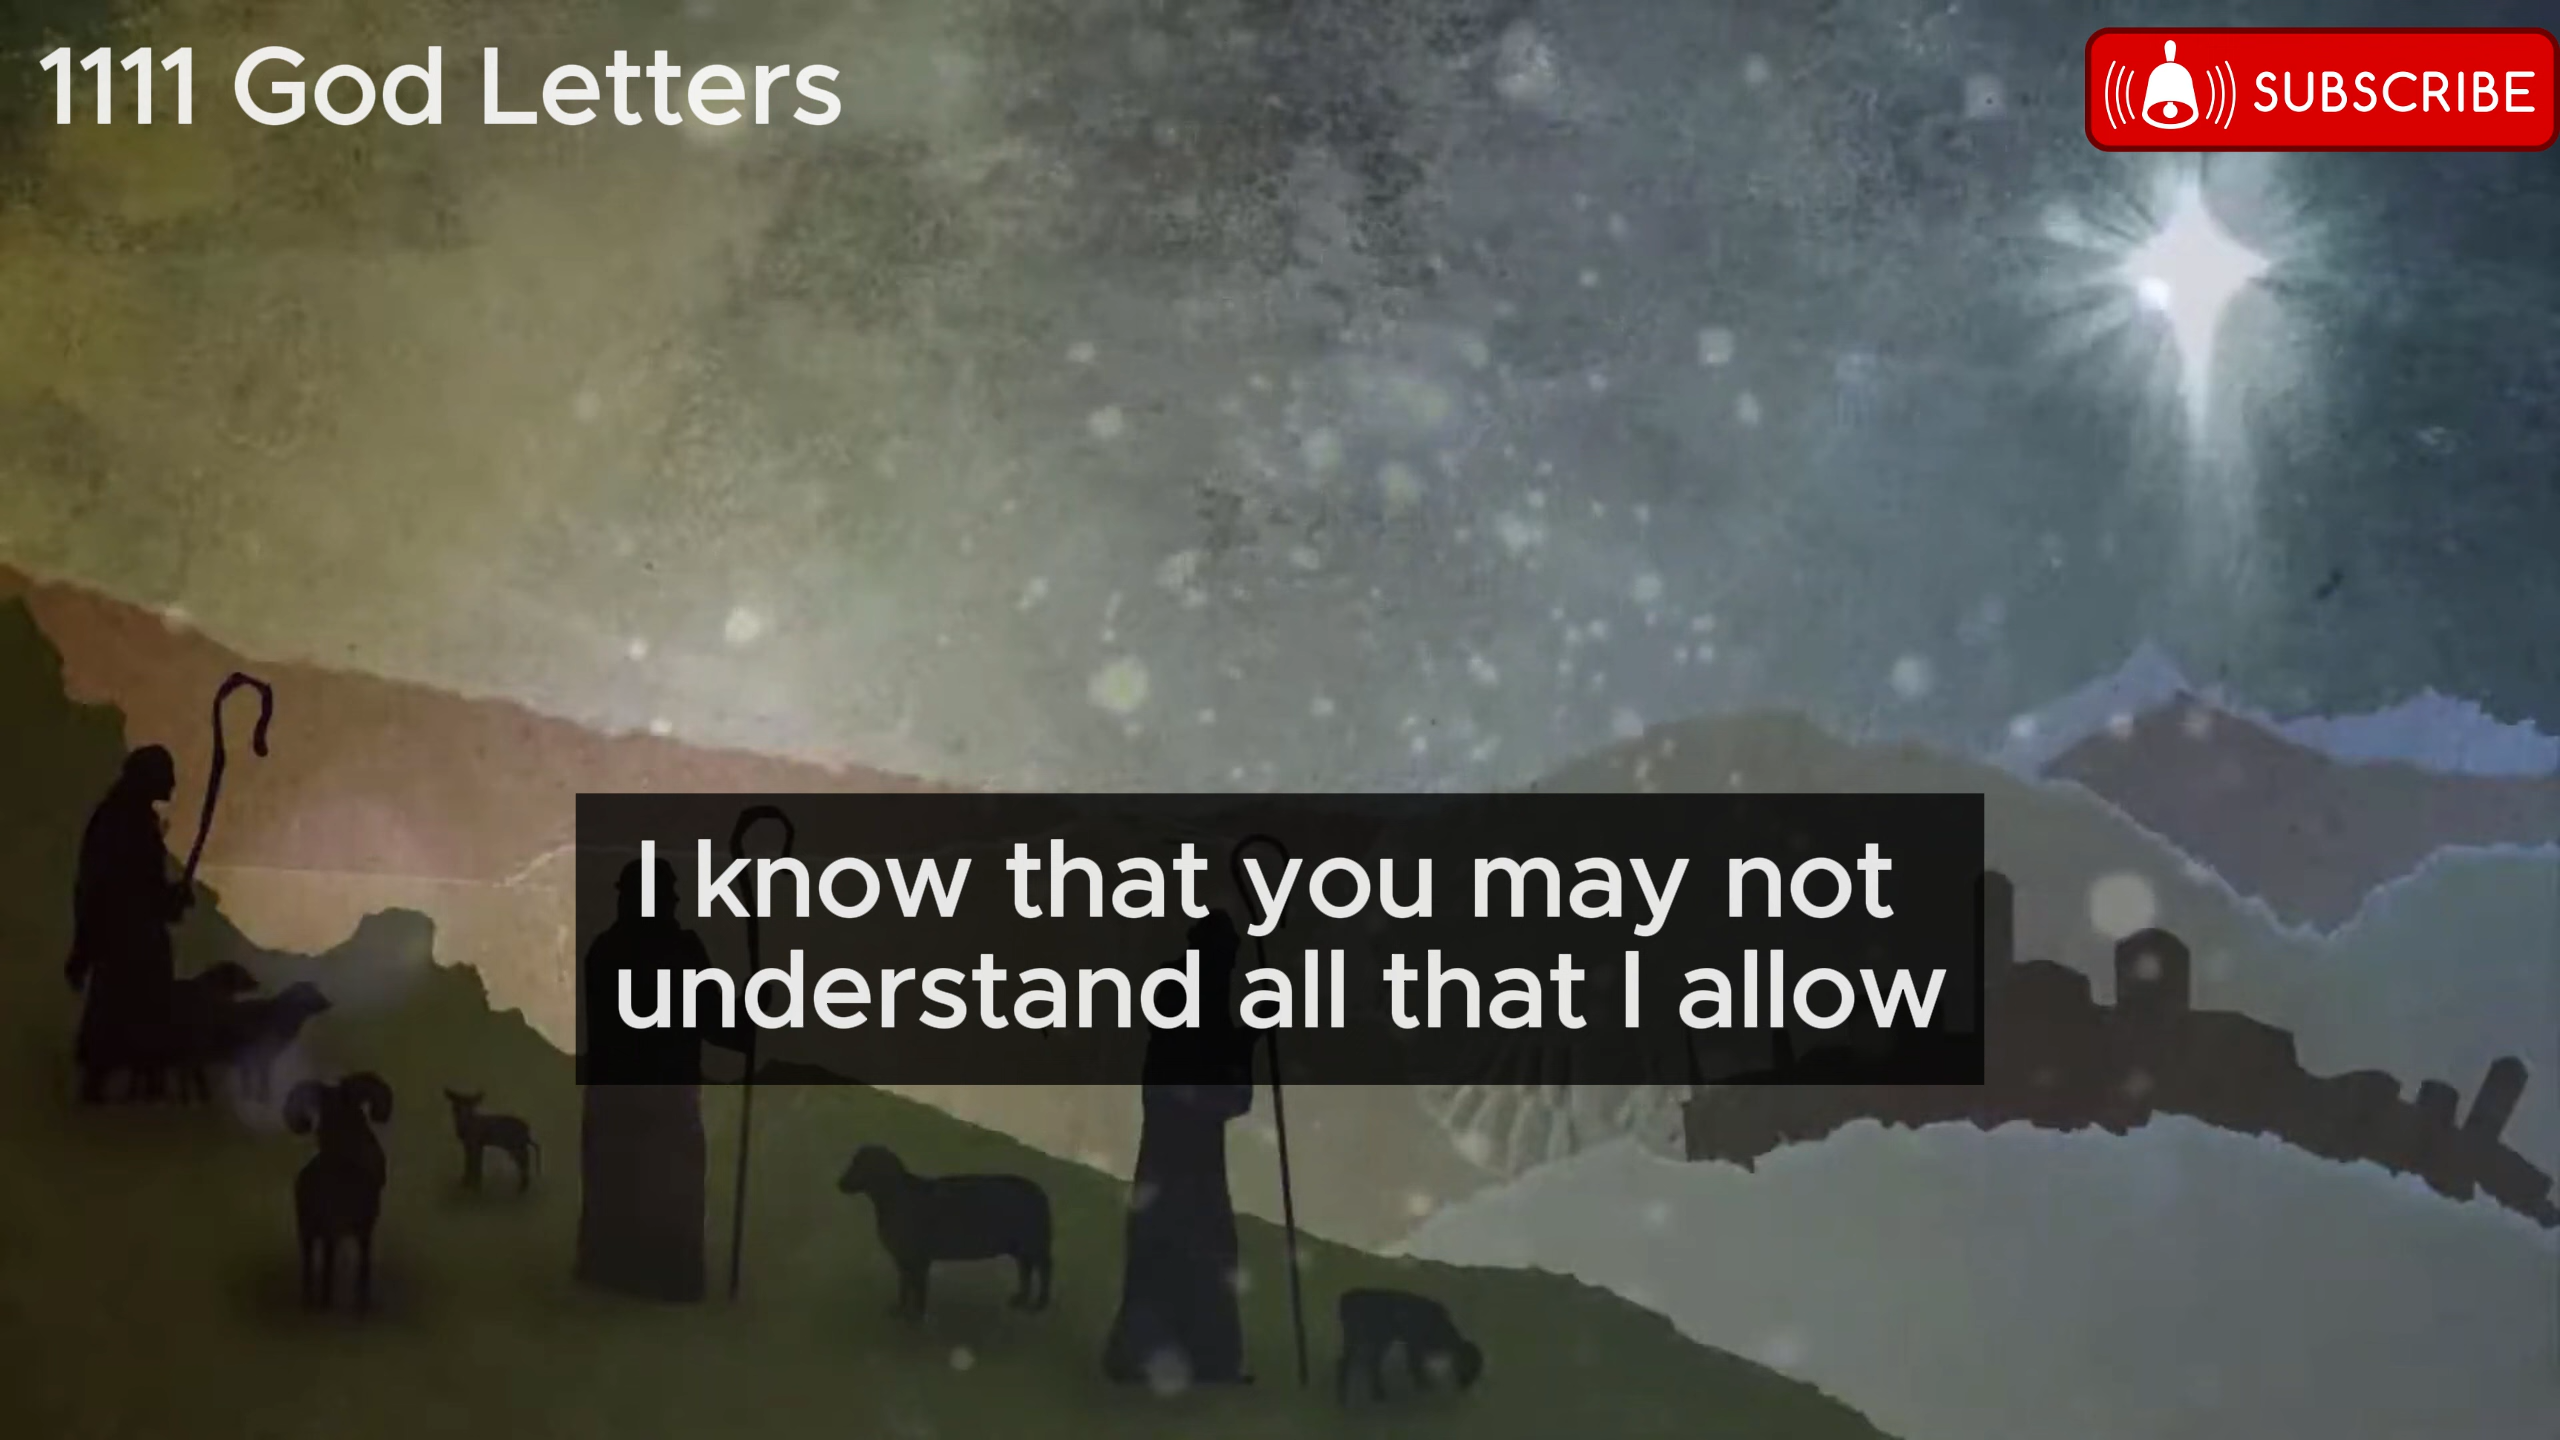 1111 God Letters
SUBSCRIBE
I know that you may not
understand all that I allow